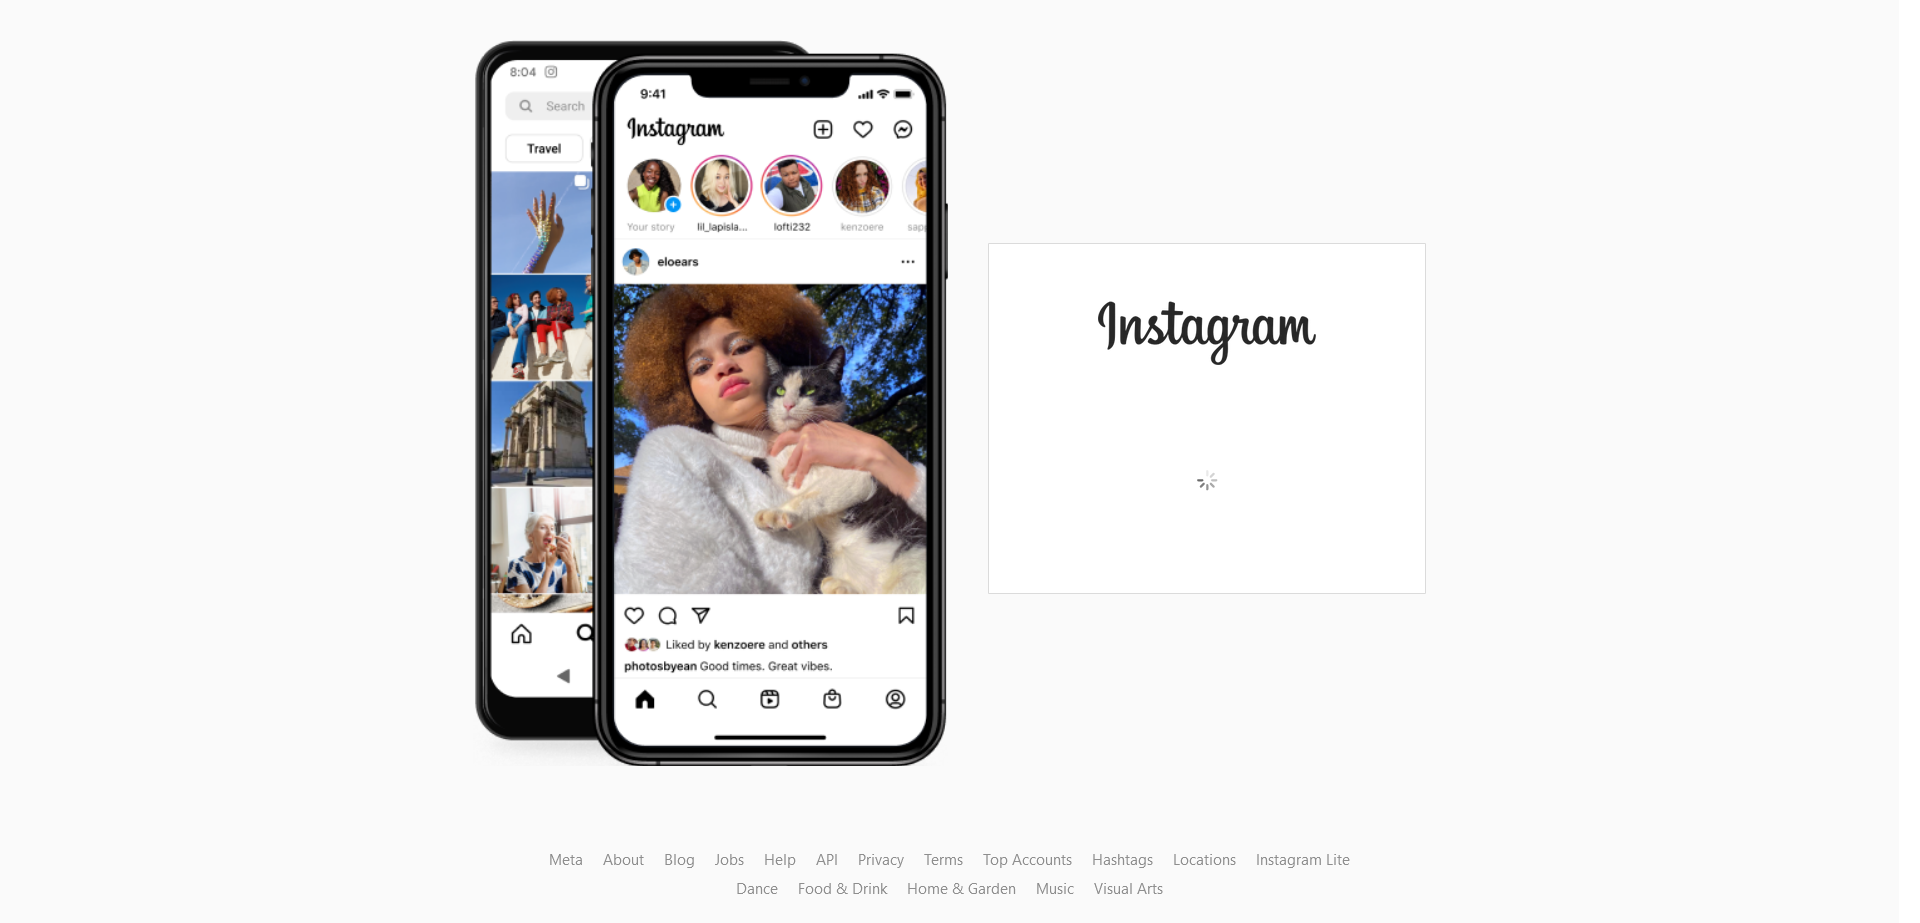 8:04
Search
Travel
9:41
Instagram
Your story lil_lapisla... lofti232 kenzoere sapp
eloears
Liked by kenzoere and others
photosbyean Good times. Great vibes.
Instagram
Meta About Blog Jobs Help API Privacy Terms Top Accounts Hashtags Locations Instagram Lite
Dance Food & Drink Home & Garden Music Visual Arts